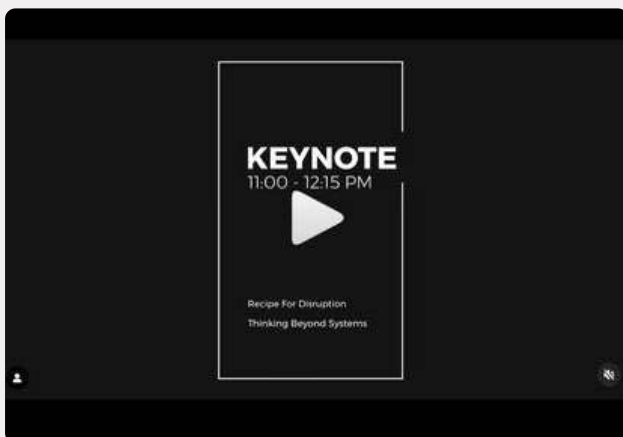 KEYNOTE
11:00 - 12:15 PM
Recipe For Disruption
Thinking Beyond Systems